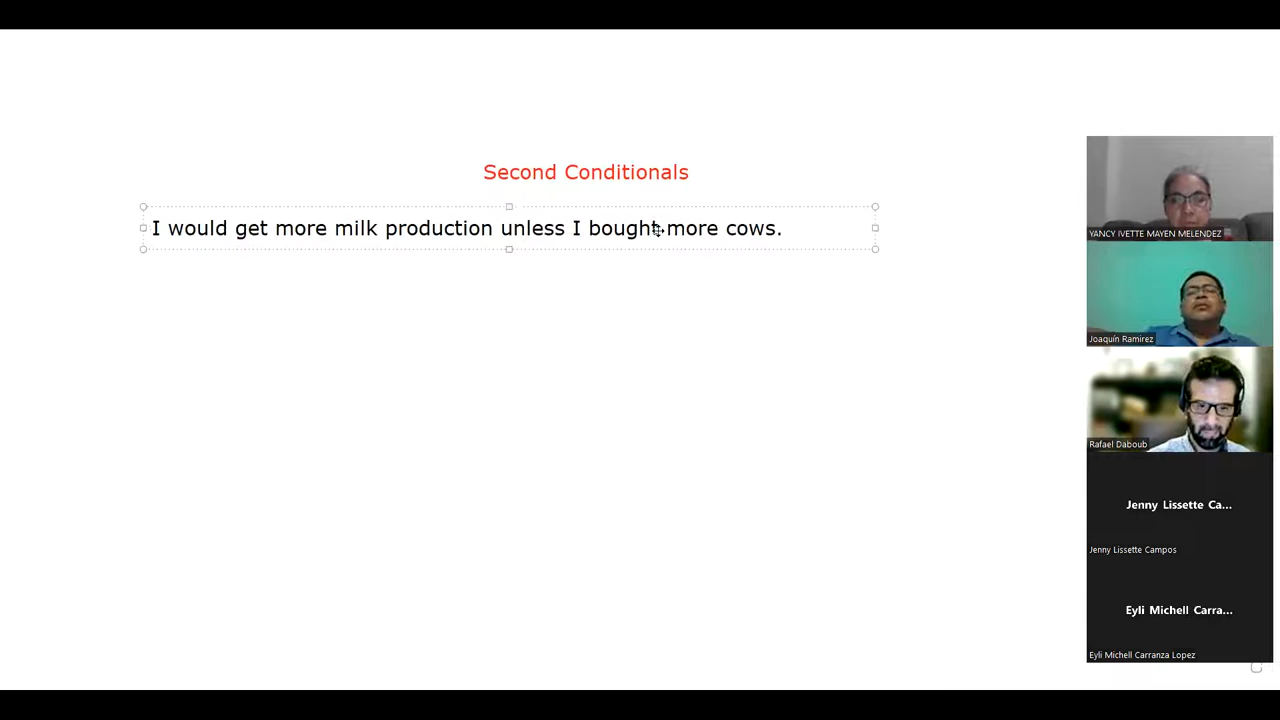 Second Conditionals
I would get more milk production unless I bought more cows.
YANCY IVETTE MAYEN MELENDEZ
Joaquín Ramirez
Rafael Daboub
Jenny Lissette Ca...
Jenny Lissette Campos
Eyli Michell Carra...
Eyli Michell Carranza Lopez